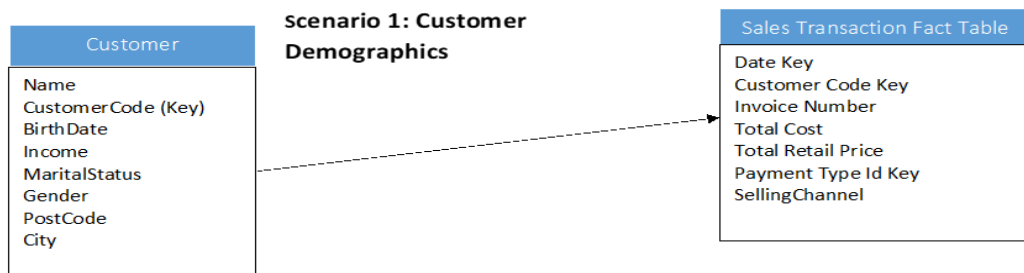 Scenario 1: Customer
Demographics
Customer
Name
CustomerCode (Key)
BirthDate
Income
MaritalStatus
Gender
PostCode
City
Sales Transaction Fact Table
Date Key
Customer Code Key
Invoice Number
Total Cost
Total Retail Price
Payment Type Id Key
SellingChannel